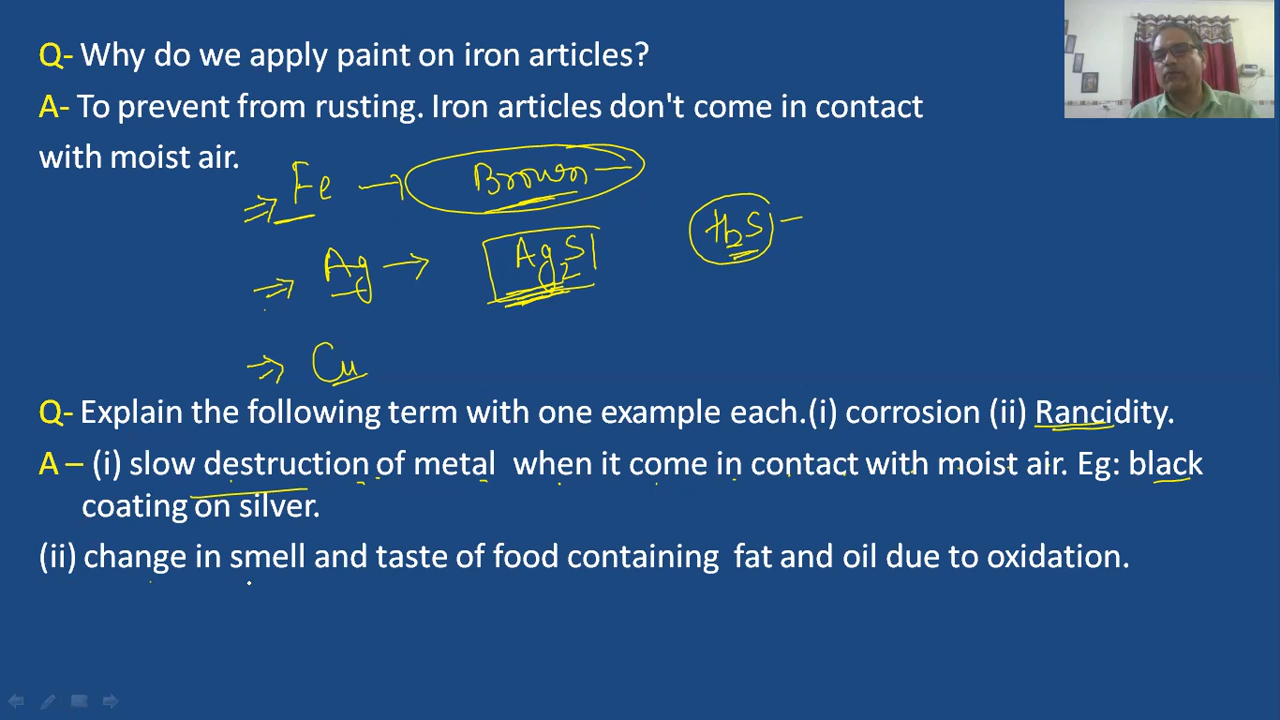 Q- Why do we apply paint on iron articles?
A- To prevent from rusting. Iron articles don't come in contact
with moist air.
Fe → Brown
H2S
Ag → Ag2S
Cu
Q- Explain the following term with one example each.(i) corrosion (ii) Rancidity.
A – (i) slow destruction of metal when it come in contact with moist air. Eg: black
coating on silver.
(ii) change in smell and taste of food containing fat and oil due to oxidation.